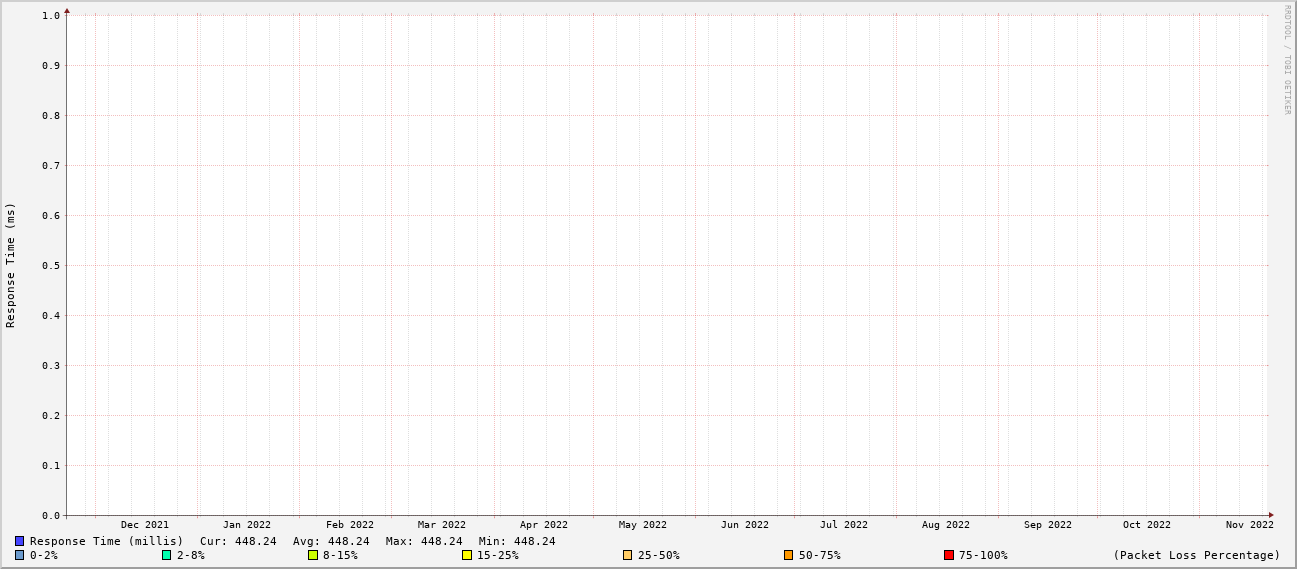 RRDTOOL / TOBI OETIKER
Response Time (ms)
1.0
0.9
0.8
0.7
0.6
0.5
0.4
0.3
0.2
0.1
0.0
Dec 2021 Jan 2022 Feb 2022 Mar 2022 Apr 2022 May 2022 Jun 2022 Jul 2022 Aug 2022 Sep 2022 Oct 2022 Nov 2022
Response Time (millis) Cur: 448.24 Avg: 448.24 Max: 448.24 Min: 448.24
0-2% 2-8% 8-15% 15-25% 25-50% 50-75% 75-100% (Packet Loss Percentage)